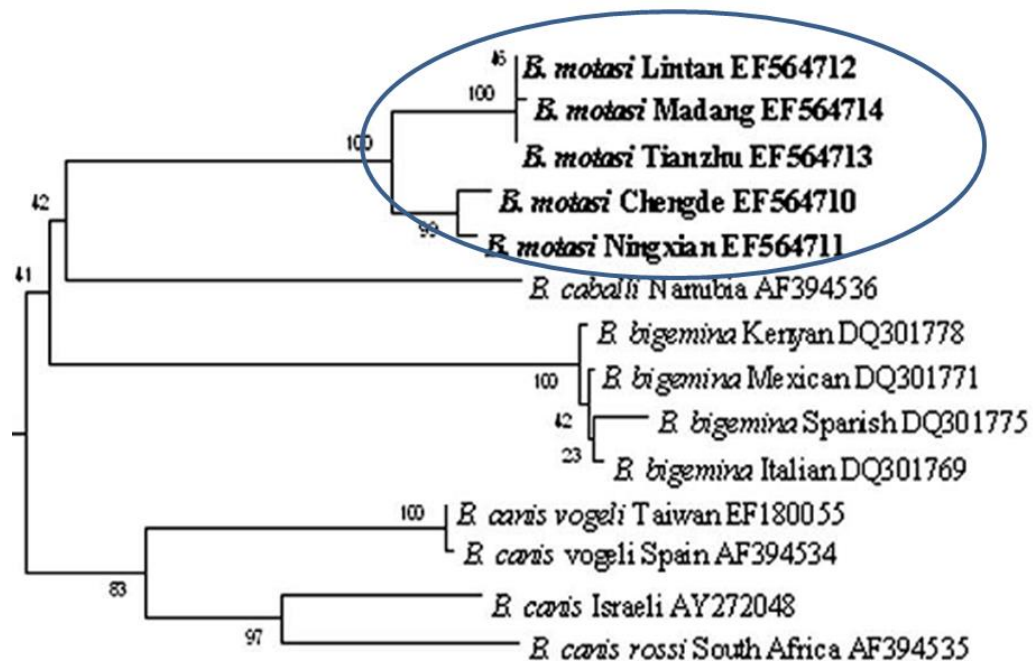 46
B. motasi Lintan EF564712
100
B. motasi Madang EF564714
100
B. motasi Tianzhu EF564713
42
B. motasi Chengde EF564710
99
B. motasi Ningxian EF564711
41
B. caballi Namibia AF394536
B. bigemina Kenyan DQ301778
100
B. bigemina Mexican DQ301771
42
B. bigemina Spanish DQ301775
23
B. bigemina Italian DQ301769
100
B. canis vogeli Taiwan EF180055
B. canis vogeli Spain AF394534
83
B. canis Israeli AY272048
97
B. canis rossi South Africa AF394535